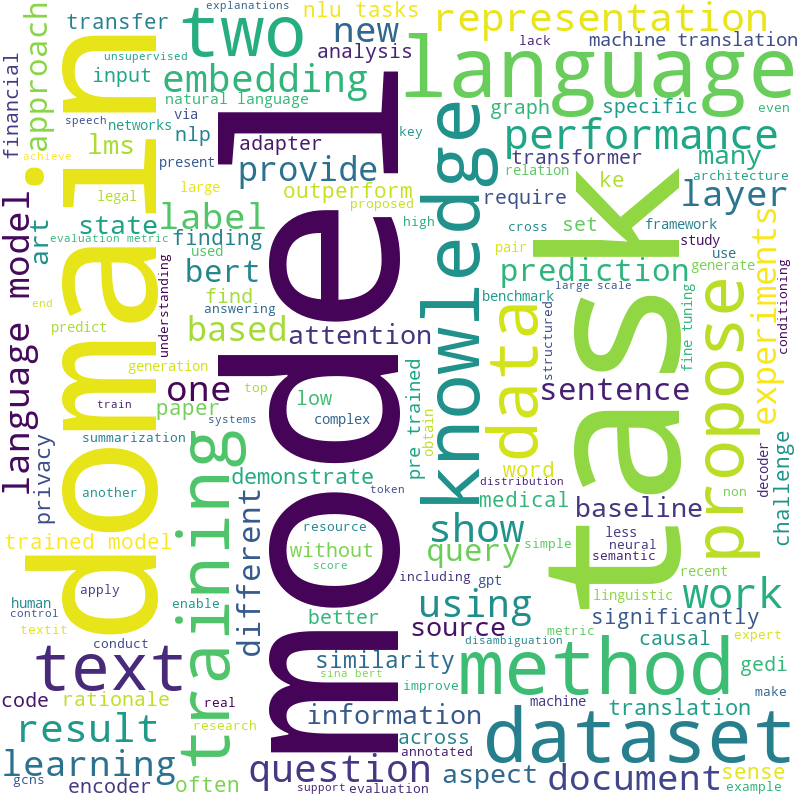 transfer
two
new
nlu tasks
explanations
representation
unsupervised
analysis
lack
machine translation
financial
approach
domain
input
embedding
language
natural language
graph
specific
even
speech
networks
via
key
performance
achieve
lms
nlp
adapter
model
knowledge
transformer
many
present
provide
relation
architecture
legal
large
outperform
proposed
require
ke
task
layer
language model
art
state
label
high
cross
set
framework
evaluation metric
finding
used
pair
study
use
experiments
bert
prediction
generate
understanding
find
answering
benchmark
large scale
end
predict
based
attention
data
structured
fine tuning
propose
conditioning
generation
train
one
top
low
pre trained
sentence
paper
complex
obtain
privacy
summarization
training
systems
word
decoder
challenge
another
demonstrate
token
distribution
non
medical
baseline
trained model
different
resource
without
show
less
neural
query
simple
semantic
score
apply
including
gpt
recent
human
enable
using
linguistic
work
control
better
significantly
textit
source
metric
expert
conduct
disambiguation
causal
text
similarity
method
gedi
real
sina bert
improve
machine
make
code
rationale
information
translation
result
research
across
dataset
annotated
learning
question
aspect
document
sense
gcns
encoder
often
support
evaluation
example